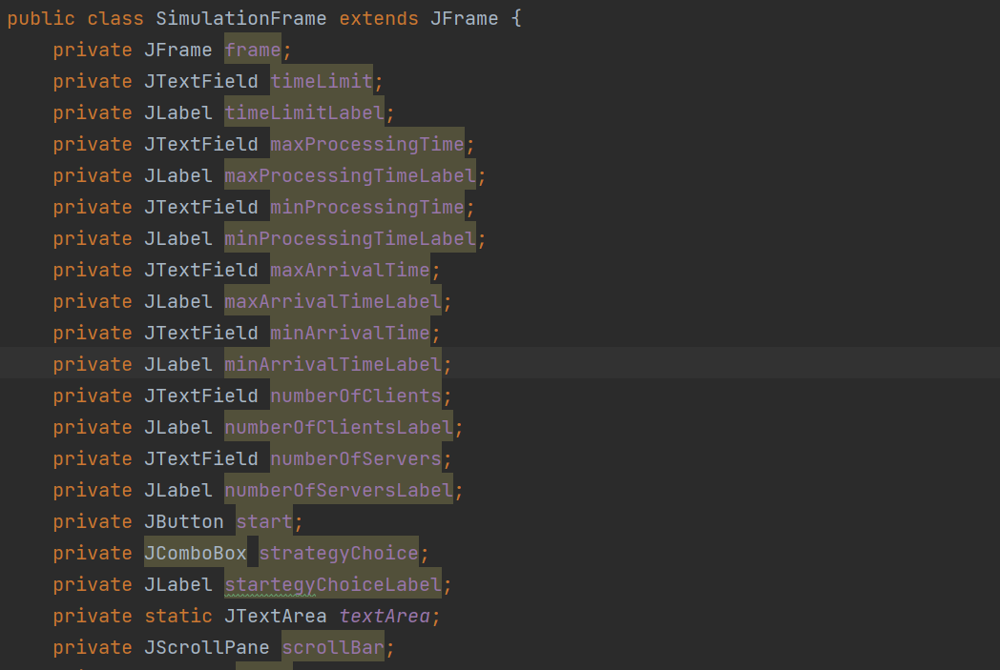 public class SimulationFrame extends JFrame {
    private JFrame frame;
    private JTextField timeLimit;
    private JLabel timeLimitLabel;
    private JTextField maxProcessingTime;
    private JLabel maxProcessingTimeLabel;
    private JTextField minProcessingTime;
    private JLabel minProcessingTimeLabel;
    private JTextField maxArrivalTime;
    private JLabel maxArrivalTimeLabel;
    private JTextField minArrivalTime;
    private JLabel minArrivalTimeLabel;
    private JTextField numberOfClients;
    private JLabel numberOfClientsLabel;
    private JTextField numberOfServers;
    private JLabel numberOfServersLabel;
    private JButton start;
    private JComboBox strategyChoice;
    private JLabel startegyChoiceLabel;
    private static JTextArea textArea;
    private JScrollPane scrollBar;